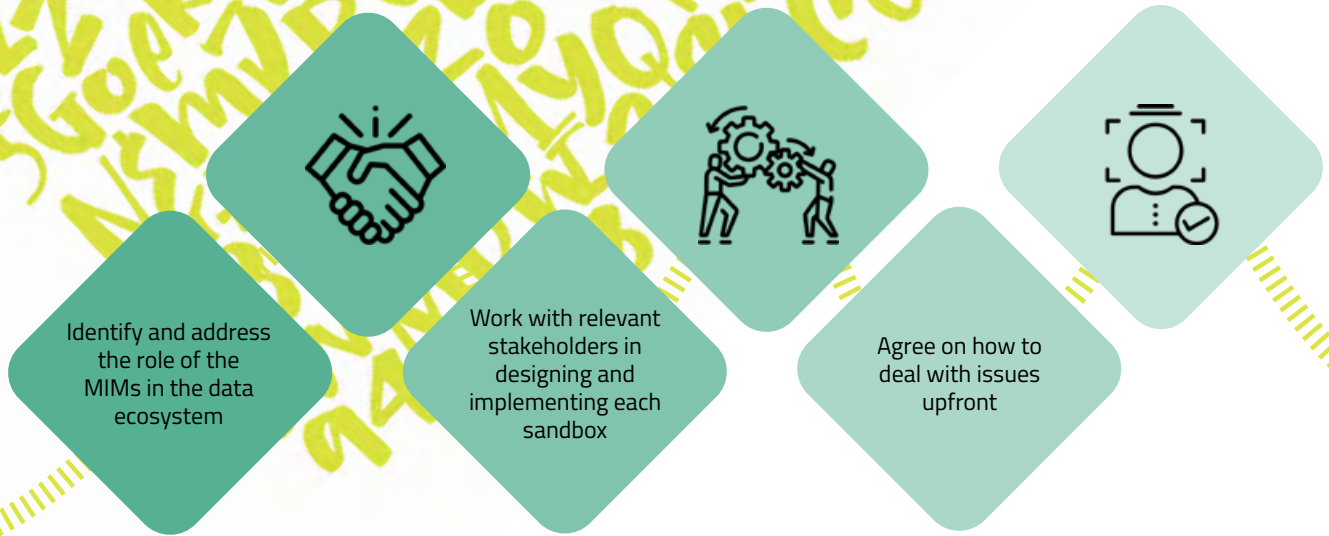 Identify and address
the role of the
MIMs in the data
ecosystem
Work with relevant
stakeholders in
designing and
implementing each
sandbox
Agree on how to
deal with issues
upfront